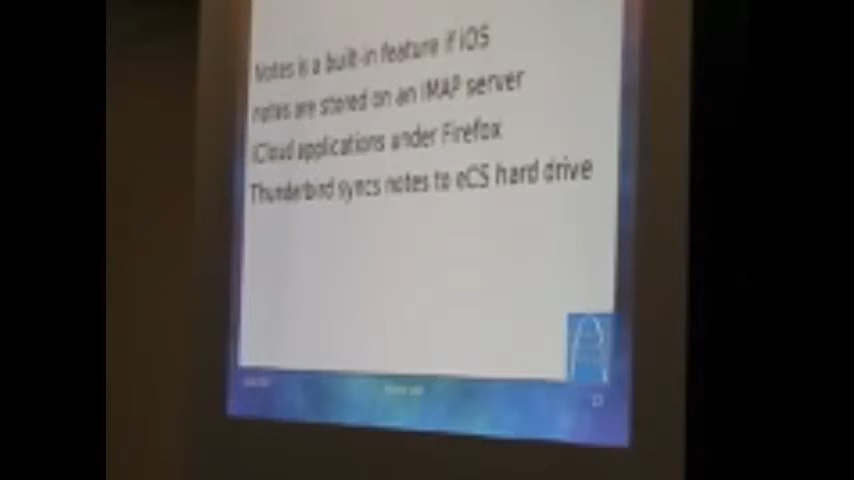 Notes is a built-in feature if iOS
notes are stored on an IMAP server
iCloud applications under Firefox
Thunderbird syncs notes to eCS hard drive